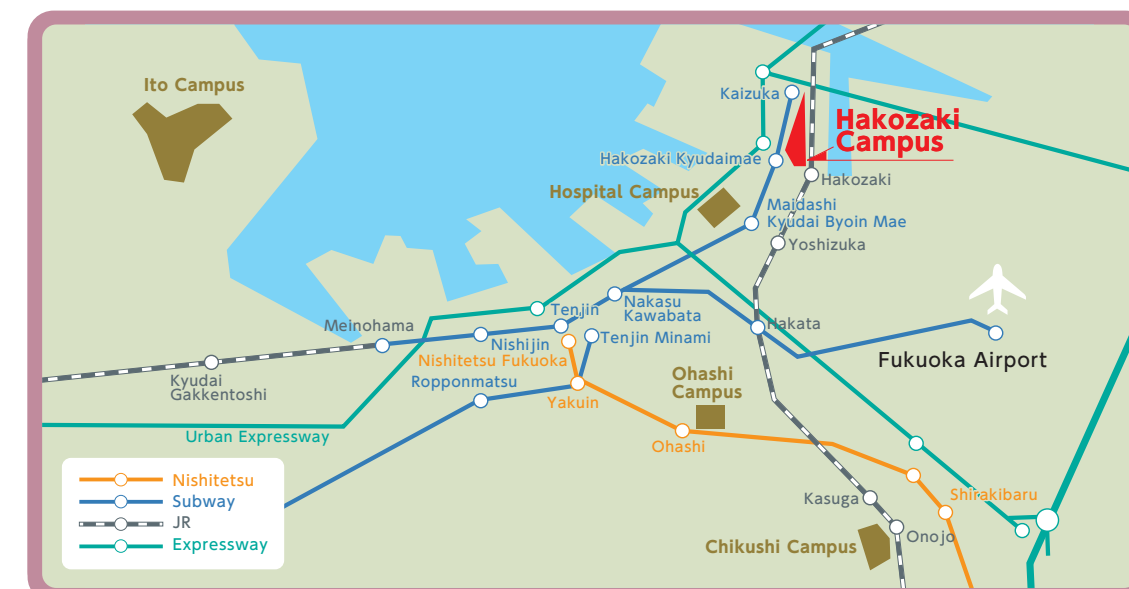 Ito Campus
Kaizuka
Hakozaki
Campus
Hakozaki Kyudaimae
Hakozaki
Hospital Campus
Maidashi
Kyudai Byoin Mae
Yoshizuka
Meinohama
Tenjin
Nakasu
Kawabata
Hakata
Nishijin
Tenjin Minami
Nishitetsu Fukuoka
Fukuoka Airport
Kyudai
Gakkentoshi
Ropponmatsu
Ohashi
Campus
Yakuin
Urban Expressway
Ohashi
Nishitetsu
Subway
JR
Expressway
Kasuga
Shirakibaru
Chikushi Campus
Onojo